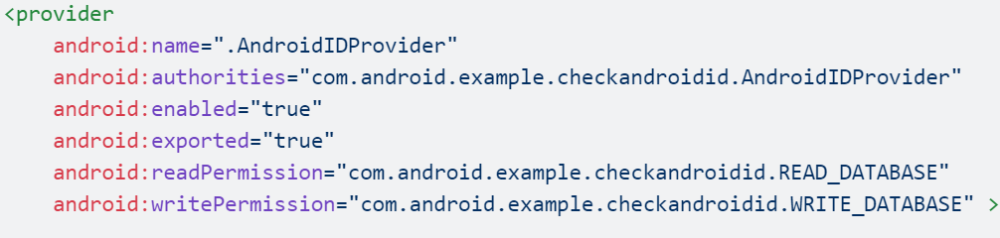 <provider
    android:name=".AndroidIDProvider"
    android:authorities="com.android.example.checkandroidid.AndroidIDProvider"
    android:enabled="true"
    android:exported="true"
    android:readPermission="com.android.example.checkandroidid.READ_DATABASE"
    android:writePermission="com.android.example.checkandroidid.WRITE_DATABASE" >